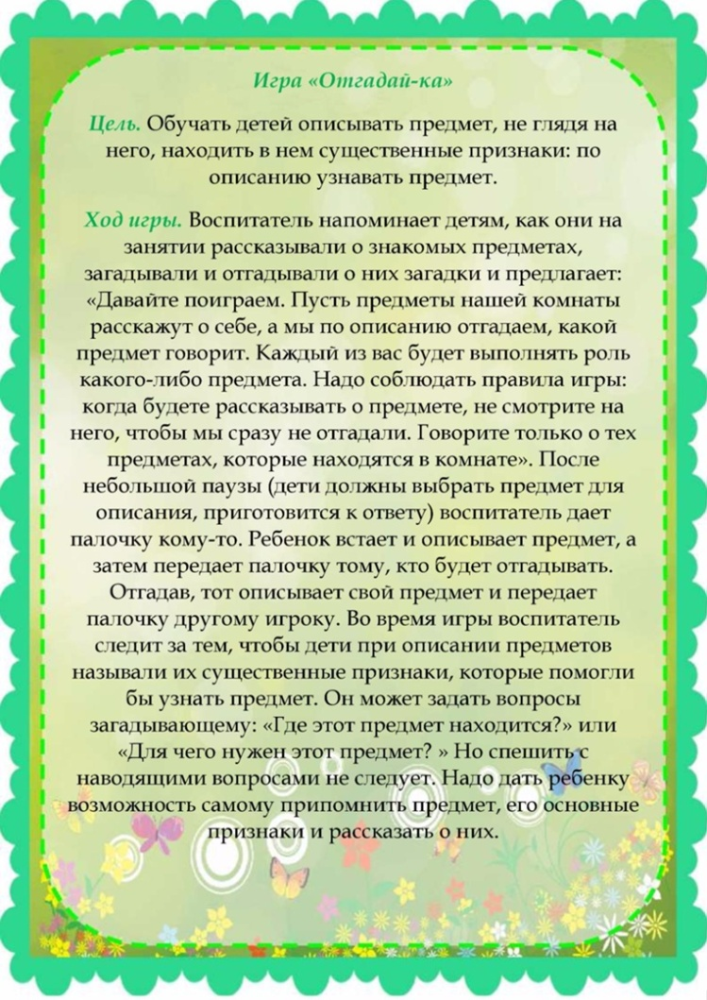 Игра «Отгадай-ка»
Цель. Обучать детей описывать предмет, не глядя на
него, находить в нем существенные признаки: по
описанию узнавать предмет.
Ход игры. Воспитатель напоминает детям, как они на
занятии рассказывали о знакомых предметах,
загадывали и отгадывали о них загадки и предлагает:
«Давайте поиграем. Пусть предметы нашей комнаты
расскажут о себе, а мы по описанию отгадаем, какой
предмет говорит. Каждый из вас будет выполнять роль
какого-либо предмета. Надо соблюдать правила игры:
когда будете рассказывать о предмете, не смотрите на
него, чтобы мы сразу не отгадали. Говорите только о тех
предметах, которые находятся в комнате». После
небольшой паузы (дети должны выбрать предмет для
описания, приготовится к ответу) воспитатель дает
палочку кому-то. Ребенок встает и описывает предмет, а
затем передает палочку тому, кто будет отгадывать.
Отгадав, тот описывает свой предмет и передает
палочку другому игроку. Во время игры воспитатель
следит за тем, чтобы дети при описании предметов
называли их существенные признаки, которые помогли
бы узнать предмет. Он может задать вопросы
загадывающему: «Где этот предмет находится?» или
«Для чего нужен этот предмет? » Но спешить с
наводящими вопросами не следует. Надо дать ребенку
возможность самому припомнить предмет, его основные
признаки и рассказать о них.